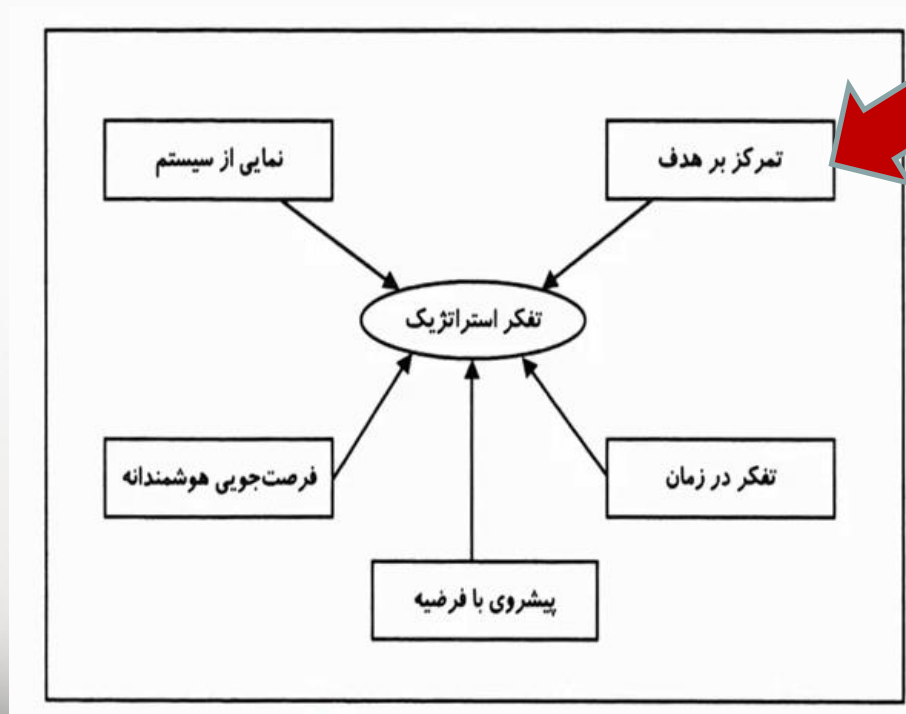 تمرکز بر هدف
نمایی از سیستم
تفکر استراتژیک
تفکر در زمان
فرصت‌جویی هوشمندانه
پیشروی با فرضیه